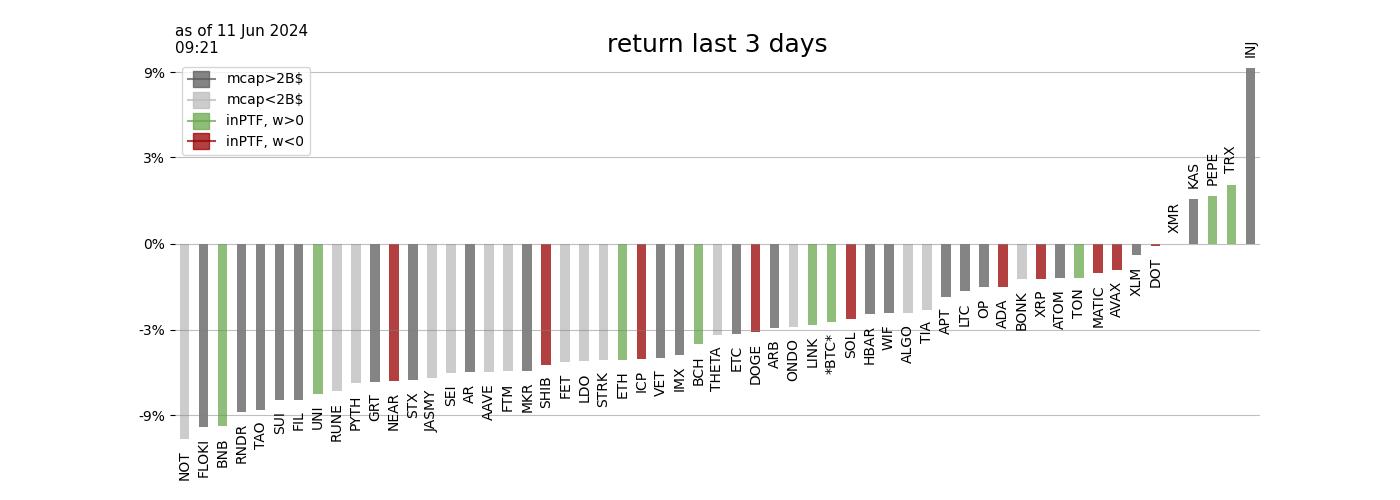 as of 11 Jun 2024
09:21
return last 3 days
mcap>2B$
mcap<2B$
inPTF, w>0
inPTF, w<0
9%
3%
0%
-3%
-9%
NOT
FLOKI
BNB
RNDR
TAO
SUI
FIL
UNI
RUNE
PYTH
GRT
NEAR
STX
JASMY
SEI
AR
AAVE
FTM
MKR
SHIB
FET
LDO
STRK
ETH
ICP
VET
IMX
BCH
THETA
ETC
DOGE
ARB
ONDO
LINK
*BTC*
SOL
HBAR
WIF
ALGO
TIA
APT
LTC
OP
ADA
BONK
XRP
ATOM
TON
MATIC
AVAX
XLM
DOT
XMR
KAS
PEPE
TRX
INJ